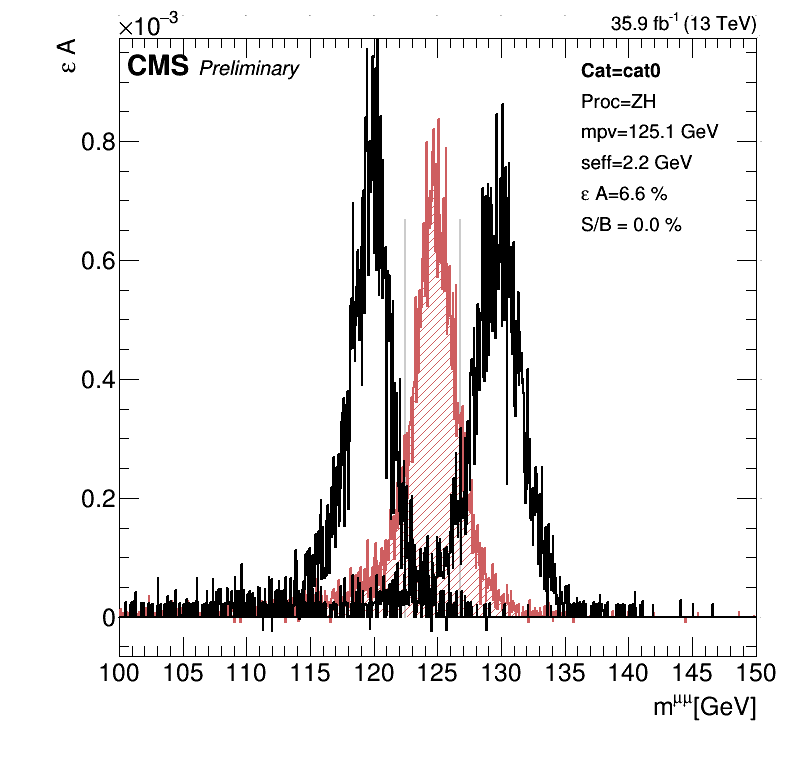 ×10⁻³
35.9 fb⁻¹ (13 TeV)
ε A
CMS Preliminary
Cat=cat0
Proc=ZH
mpv=125.1 GeV
seff=2.2 GeV
ε A=6.6 %
S/B = 0.0 %
0.8
0.6
0.4
0.2
0
100 105 110 115 120 125 130 135 140 145 150
m^μμ[GeV]